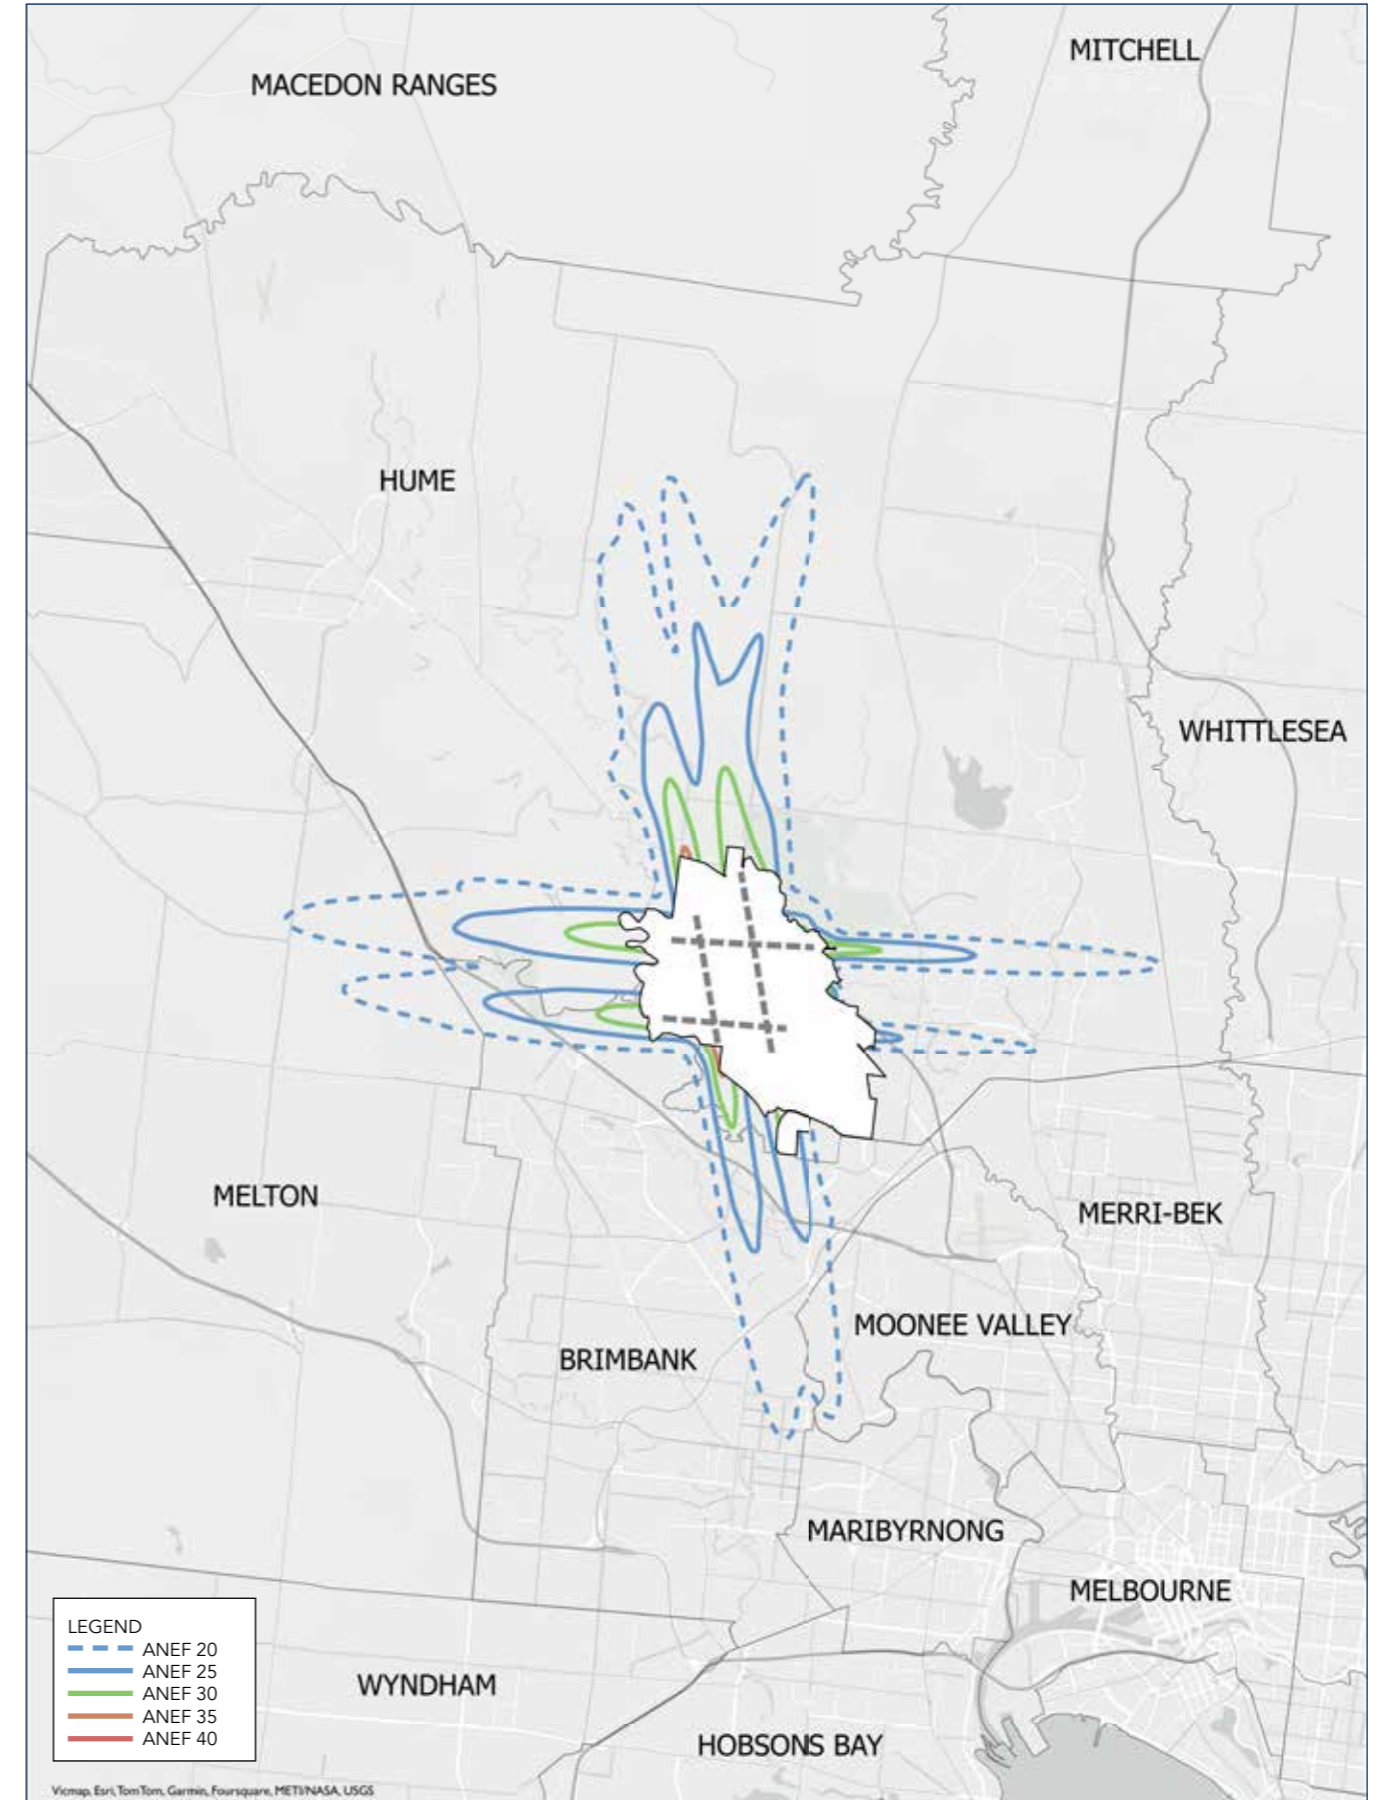 MITCHELL
MACEDON RANGES
HUME
WHITTLESEA
MELTON
MERRI-BEK
MOONEE VALLEY
BRIMBANK
MARIBYRNONG
MELBOURNE
WYNDHAM
HOBSONS BAY
LEGEND
ANEF 20
ANEF 25
ANEF 30
ANEF 35
ANEF 40
Vicmap, Esri, TomTom, Garmin, Foursquare, METI/NASA, USGS